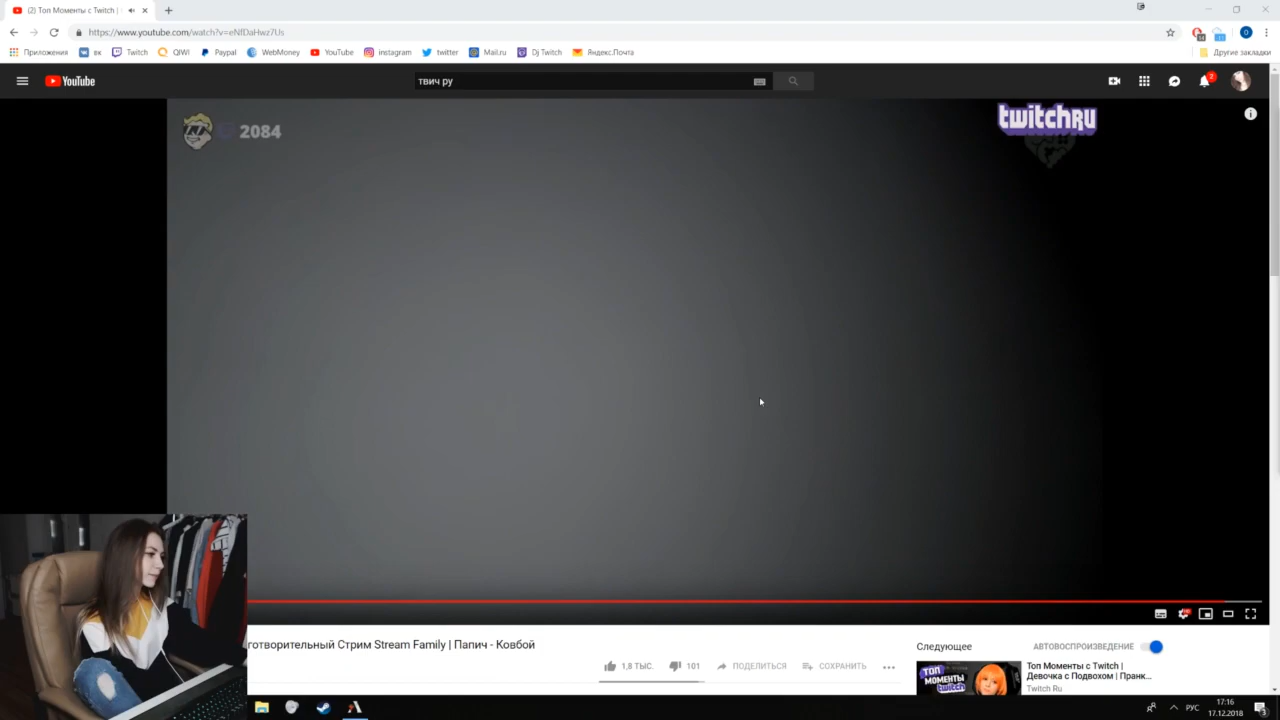 (2) Топ Моменты с Twitch |
https://www.youtube.com/watch?v=eNfDaHwz7Us
Приложения вк Twitch QIWI Paypal WebMoney YouTube instagram twitter Mail.ru Dj Twitch Яндекс.Почта Другие закладки
YouTube твич ру 2
2084 twitchRU
готворительный Стрим Stream Family | Папич - Ковбой
Следующее АВТОВОСПРОИЗВЕДЕНИЕ
1,8 ТЫС. 101 ПОДЕЛИТЬСЯ СОХРАНИТЬ
ТОП МОМЕНТЫ twitch
Топ Моменты с Twitch |
Девочка с Подвохом | Пранк...
Twitch Ru
РУС
17:16
17.12.2018
3